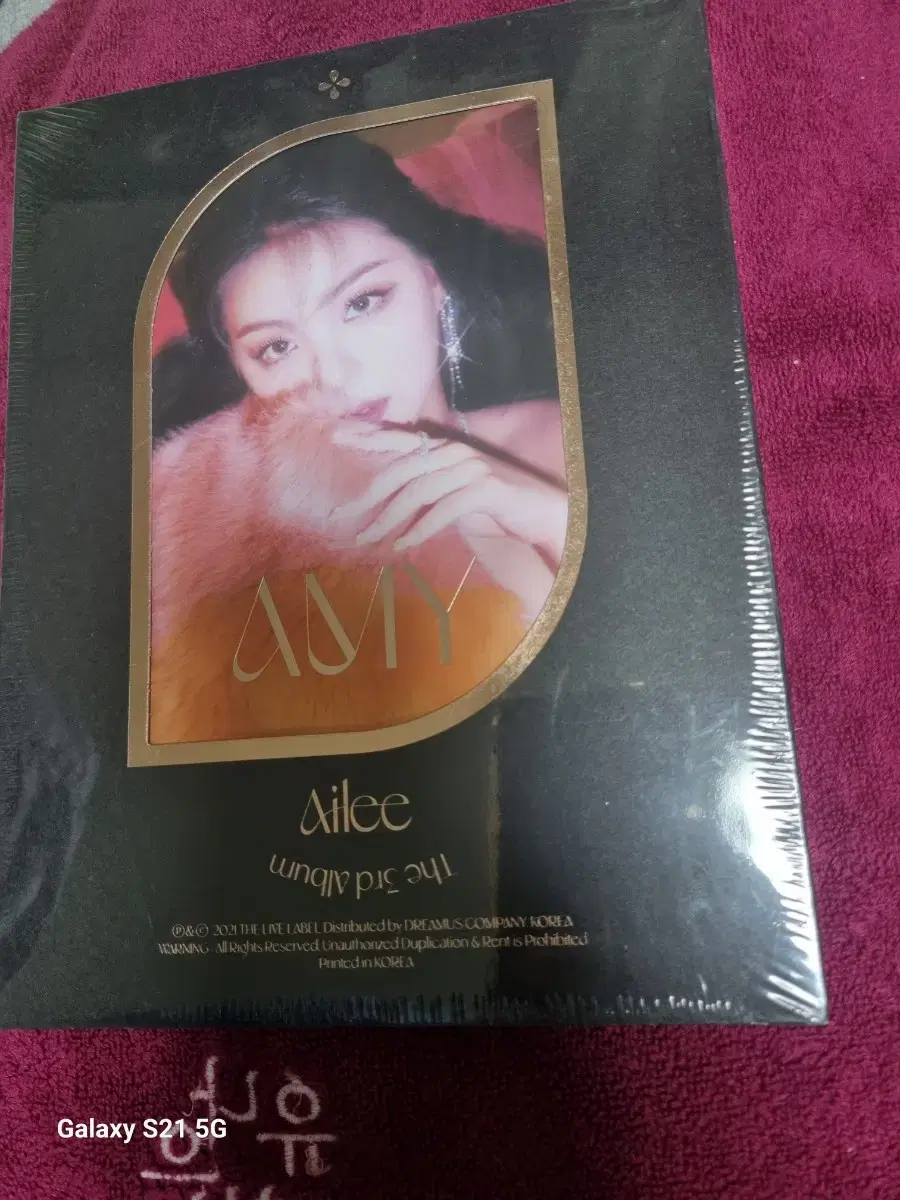 AMY
Ailee
The 3rd Album
Ⓟ&Ⓒ 2021 THE LIVE LABEL Distributed by DREAMUS COMPANY. KOREA
WARNING All Rights Reserved. Unauthorized Duplication & Rent is Prohibited
Printed in KOREA
Galaxy S21 5G